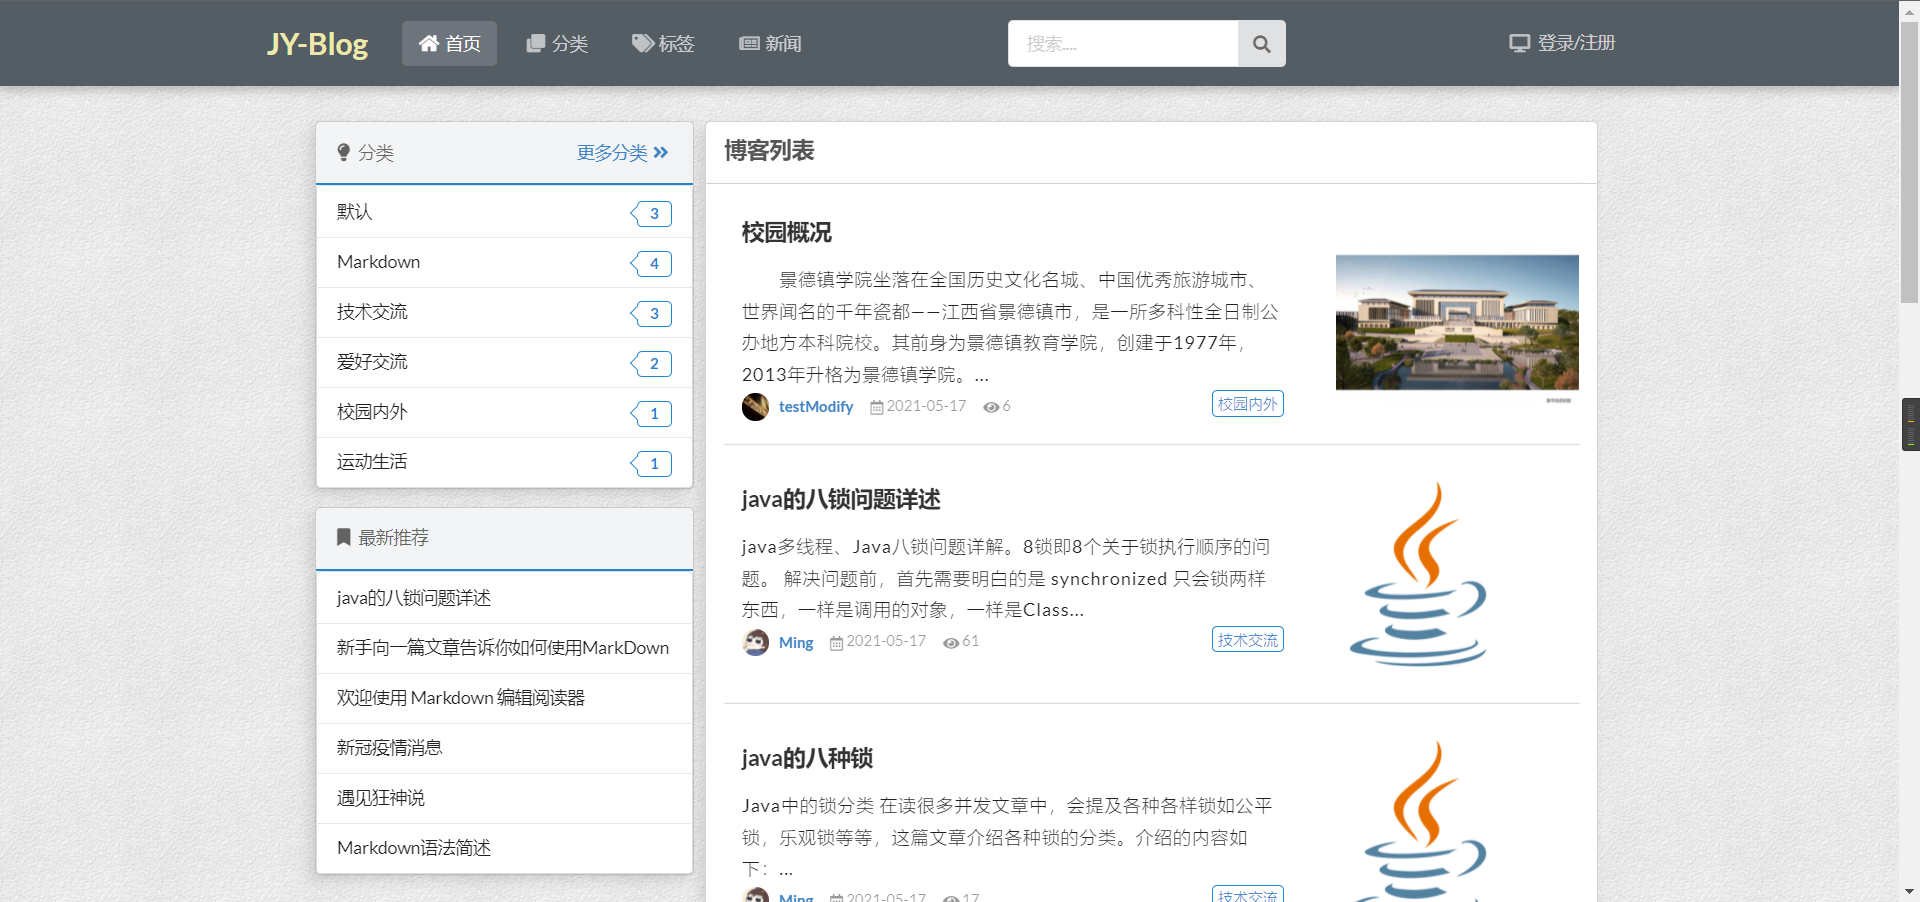 JY-Blog 首页 分类 标签 新闻 搜索.... 登录/注册
分类 更多分类
默认 3
Markdown 4
技术交流 3
爱好交流 2
校园内外 1
运动生活 1
最新推荐
java的八锁问题详述
新手向一篇文章告诉你如何使用MarkDown
欢迎使用 Markdown 编辑阅读器
新冠疫情消息
遇见狂神说
Markdown语法简述
博客列表
校园概况
景德镇学院坐落在全国历史文化名城、中国优秀旅游城市、
世界闻名的千年瓷都——江西省景德镇市，是一所多科性全日制公
办地方本科院校。其前身为景德镇教育学院，创建于1977年，
2013年升格为景德镇学院。...
testModify 2021-05-17 6 校园内外
java的八锁问题详述
java多线程、Java八锁问题详解。8锁即8个关于锁执行顺序的问
题。 解决问题前，首先需要明白的是 synchronized 只会锁两样
东西，一样是调用的对象，一样是Class...
Ming 2021-05-17 61 技术交流
java的八种锁
Java中的锁分类 在读很多并发文章中，会提及各种各样锁如公平
锁，乐观锁等等，这篇文章介绍各种锁的分类。介绍的内容如
下：...
Ming 2021-05-17 17 技术交流